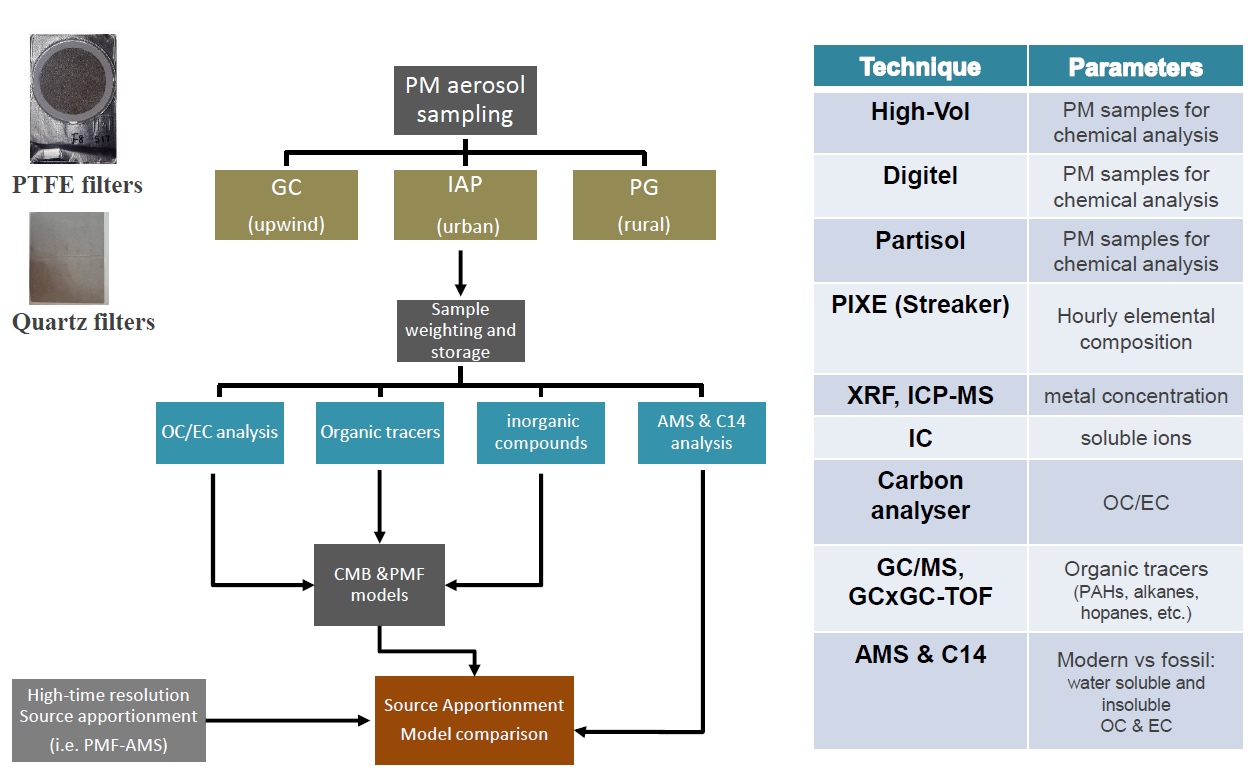 PTFE filters
Quartz filters
PM aerosol
sampling
GC
(upwind)
IAP
(urban)
PG
(rural)
Sample
weighting and
storage
OC/EC analysis
Organic tracers
inorganic
compounds
AMS & C14
analysis
CMB &PMF
models
High-time resolution
Source apportionment
(i.e. PMF-AMS)
Source Apportionment
Model comparison
Technique
Parameters
High-Vol
PM samples for
chemical analysis
Digitel
PM samples for
chemical analysis
Partisol
PM samples for
chemical analysis
PIXE (Streaker)
Hourly elemental
composition
XRF, ICP-MS
metal concentration
IC
soluble ions
Carbon
analyser
OC/EC
GC/MS,
GCxGC-TOF
Organic tracers
(PAHs, alkanes,
hopanes, etc.)
AMS & C14
Modern vs fossil:
water soluble and
insoluble
OC & EC